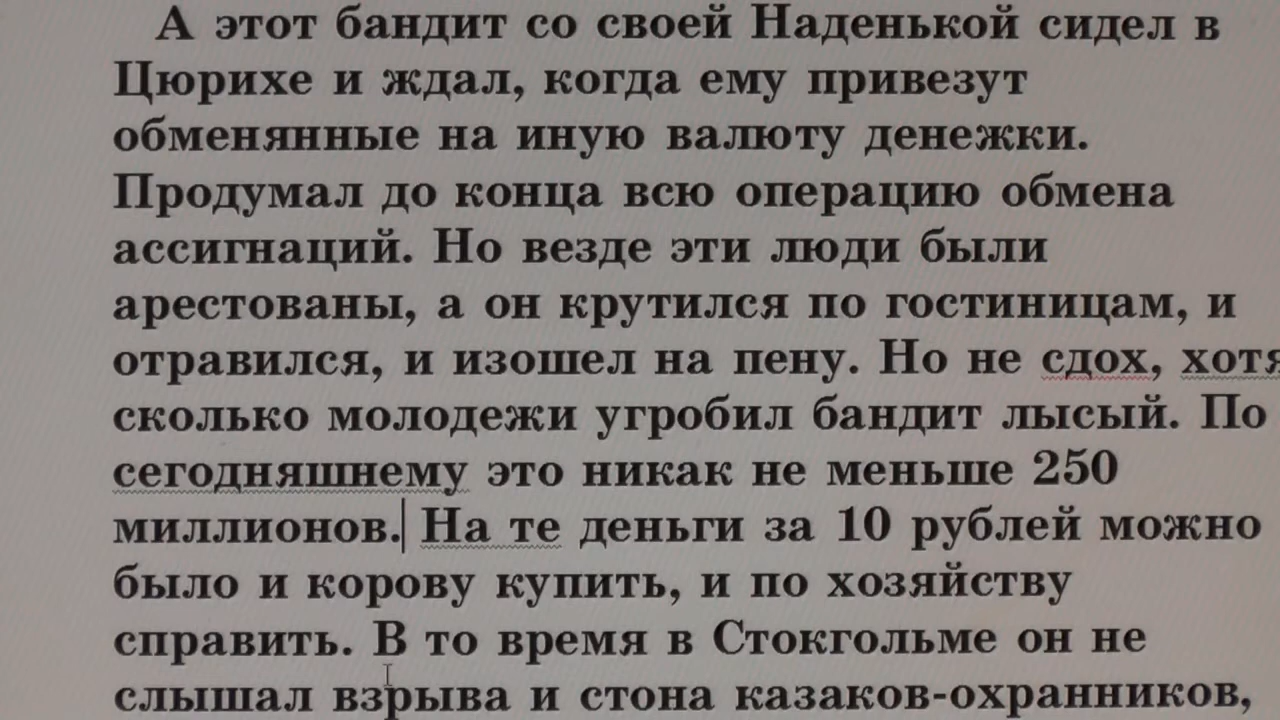 А этот бандит со своей Наденькой сидел в
Цюрихе и ждал, когда ему привезут
обменянные на иную валюту денежки.
Продумал до конца всю операцию обмена
ассигнаций. Но везде эти люди были
арестованы, а он крутился по гостиницам, и
отравился, и изошел на пену. Но не сдох, хотя
сколько молодежи угробил бандит лысый. По
сегодняшнему это никак не меньше 250
миллионов. На те деньги за 10 рублей можно
было и корову купить, и по хозяйству
справить. В то время в Стокгольме он не
слышал взрыва и стона казаков-охранников,